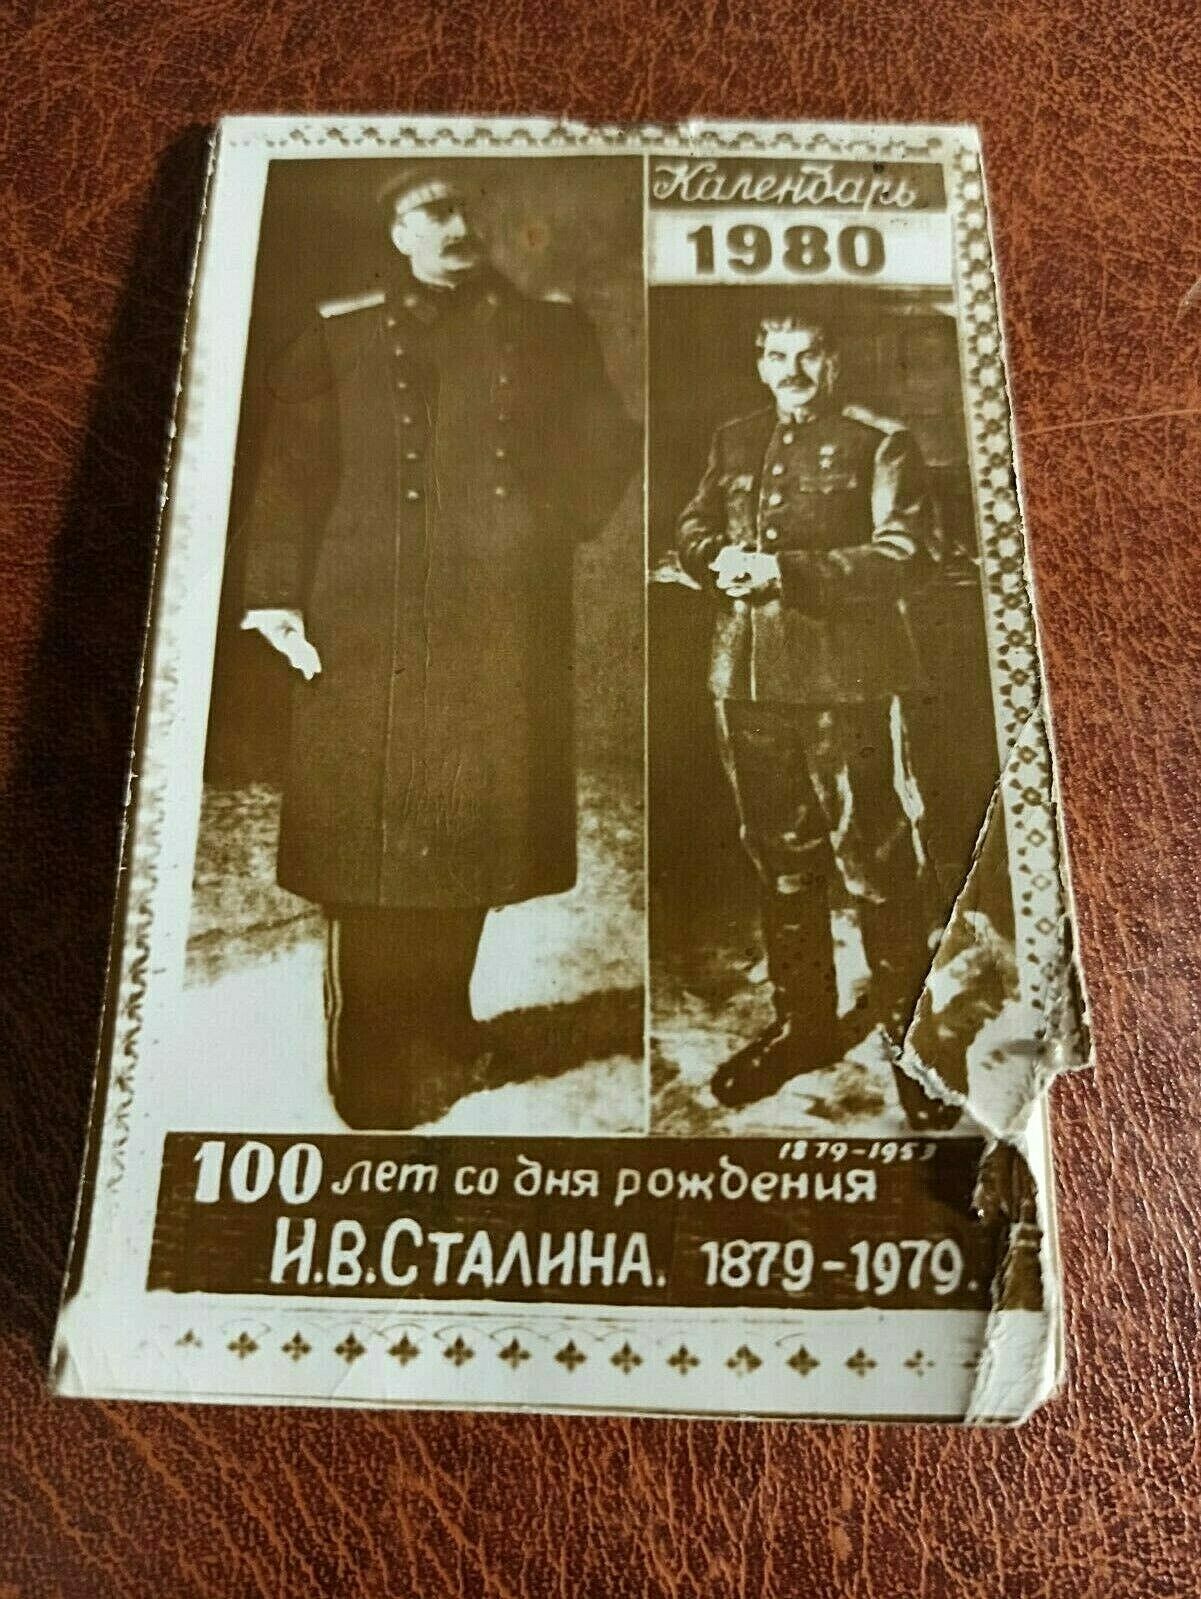 Календарь
1980
1879-1953
100 лет со дня рождения
И.В.СТАЛИНА. 1879-1979.